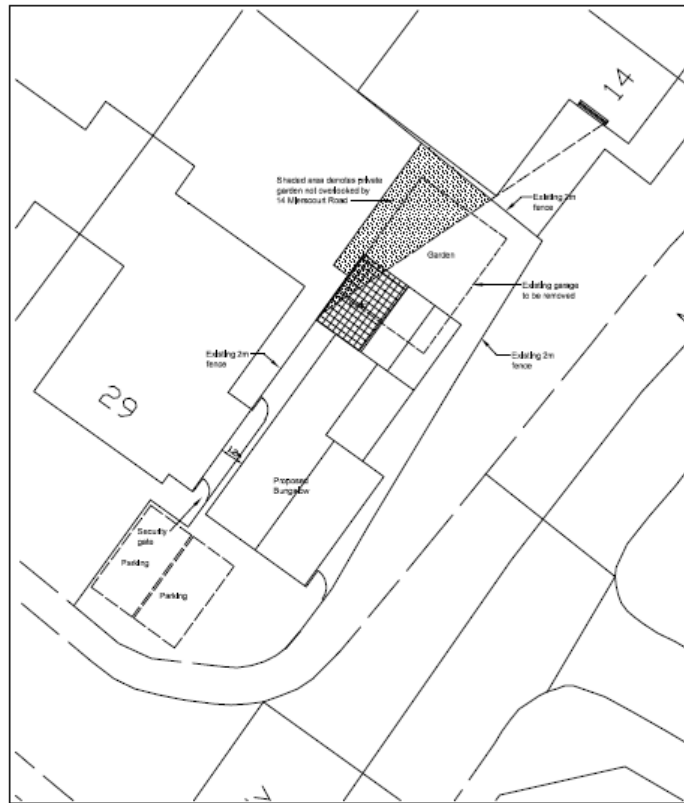 14
Shaded area denotes private
garden not overlooked by
14 Mierscourt Road
Existing 2m
fence
Garden
Existing garage
to be removed
Existing 2m
fence
Existing 2m
fence
29
Proposed
Bungalow
Security
gate
Parking
Parking